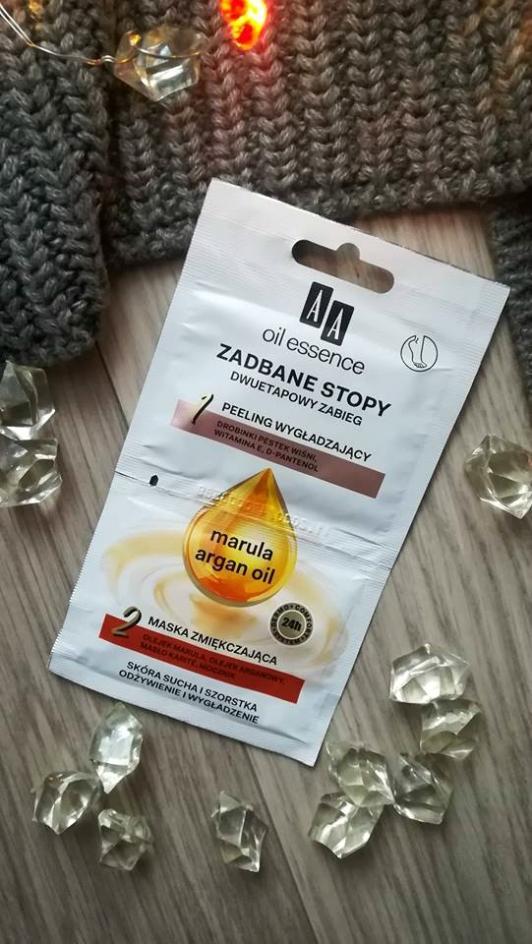 AA
oil essence
ZADBANE STOPY
DWUETAPOWY ZABIEG
1 PEELING WYGŁADZAJĄCY
DROBINKI PESTEK WIŚNI,
WITAMINA E, D-PANTENOL
marula
argan oil
24h
2 MASKA ZMIĘKCZAJĄCA
OLEJEK MARULA, OLEJEK ARGANOWY,
MASŁO KARITÉ, MOCZNIK
SKÓRA SUCHA I SZORSTKA
ODŻYWIENIE I WYGŁADZENIE